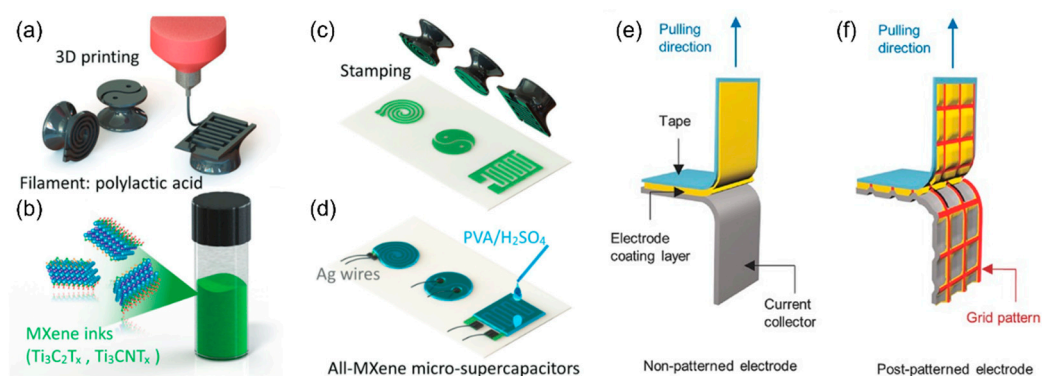 (a)
3D printing
Filament: polylactic acid
(b)
MXene inks
(Ti₃C₂Tₓ , Ti₃CNTₓ )
(c)
Stamping
(d)
PVA/H₂SO₄
Ag wires
All-MXene micro-supercapacitors
(e)
Pulling
direction
Tape
Electrode
coating layer
Current
collector
Non-patterned electrode
(f)
Pulling
direction
Grid pattern
Post-patterned electrode